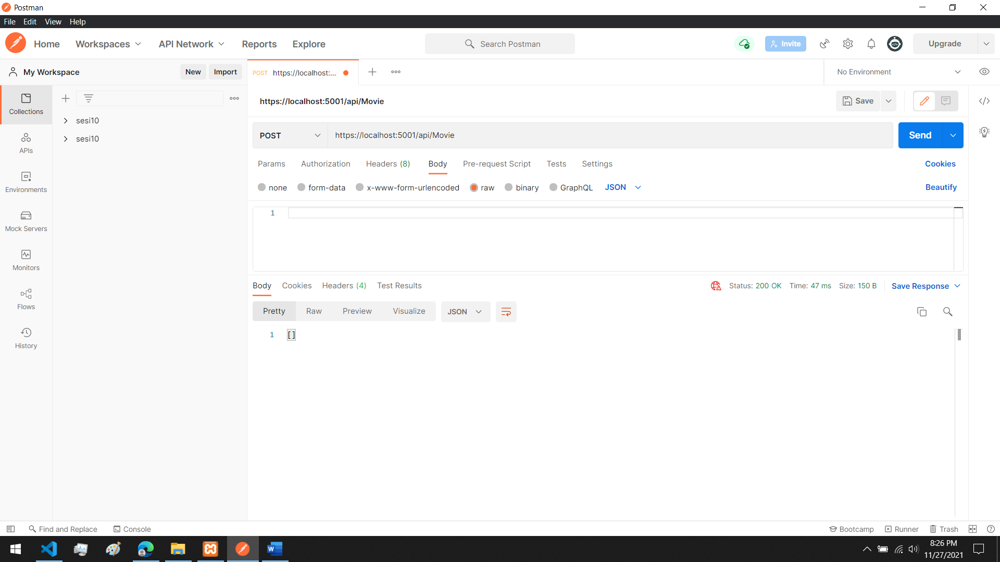 Postman
File Edit View Help
Home Workspaces API Network Reports Explore Search Postman Invite Upgrade
My Workspace New Import POST https://localhost:... No Environment
Collections
APIs
Environments
Mock Servers
Monitors
Flows
History
sesi10
sesi10
https://localhost:5001/api/Movie Save
POST https://localhost:5001/api/Movie Send
Params Authorization Headers (8) Body Pre-request Script Tests Settings Cookies
none form-data x-www-form-urlencoded raw binary GraphQL JSON Beautify
1
Body Cookies Headers (4) Test Results Status: 200 OK Time: 47 ms Size: 150 B Save Response
Pretty Raw Preview Visualize JSON
1 []
Find and Replace Console Bootcamp Runner Trash
8:26 PM
11/27/2021